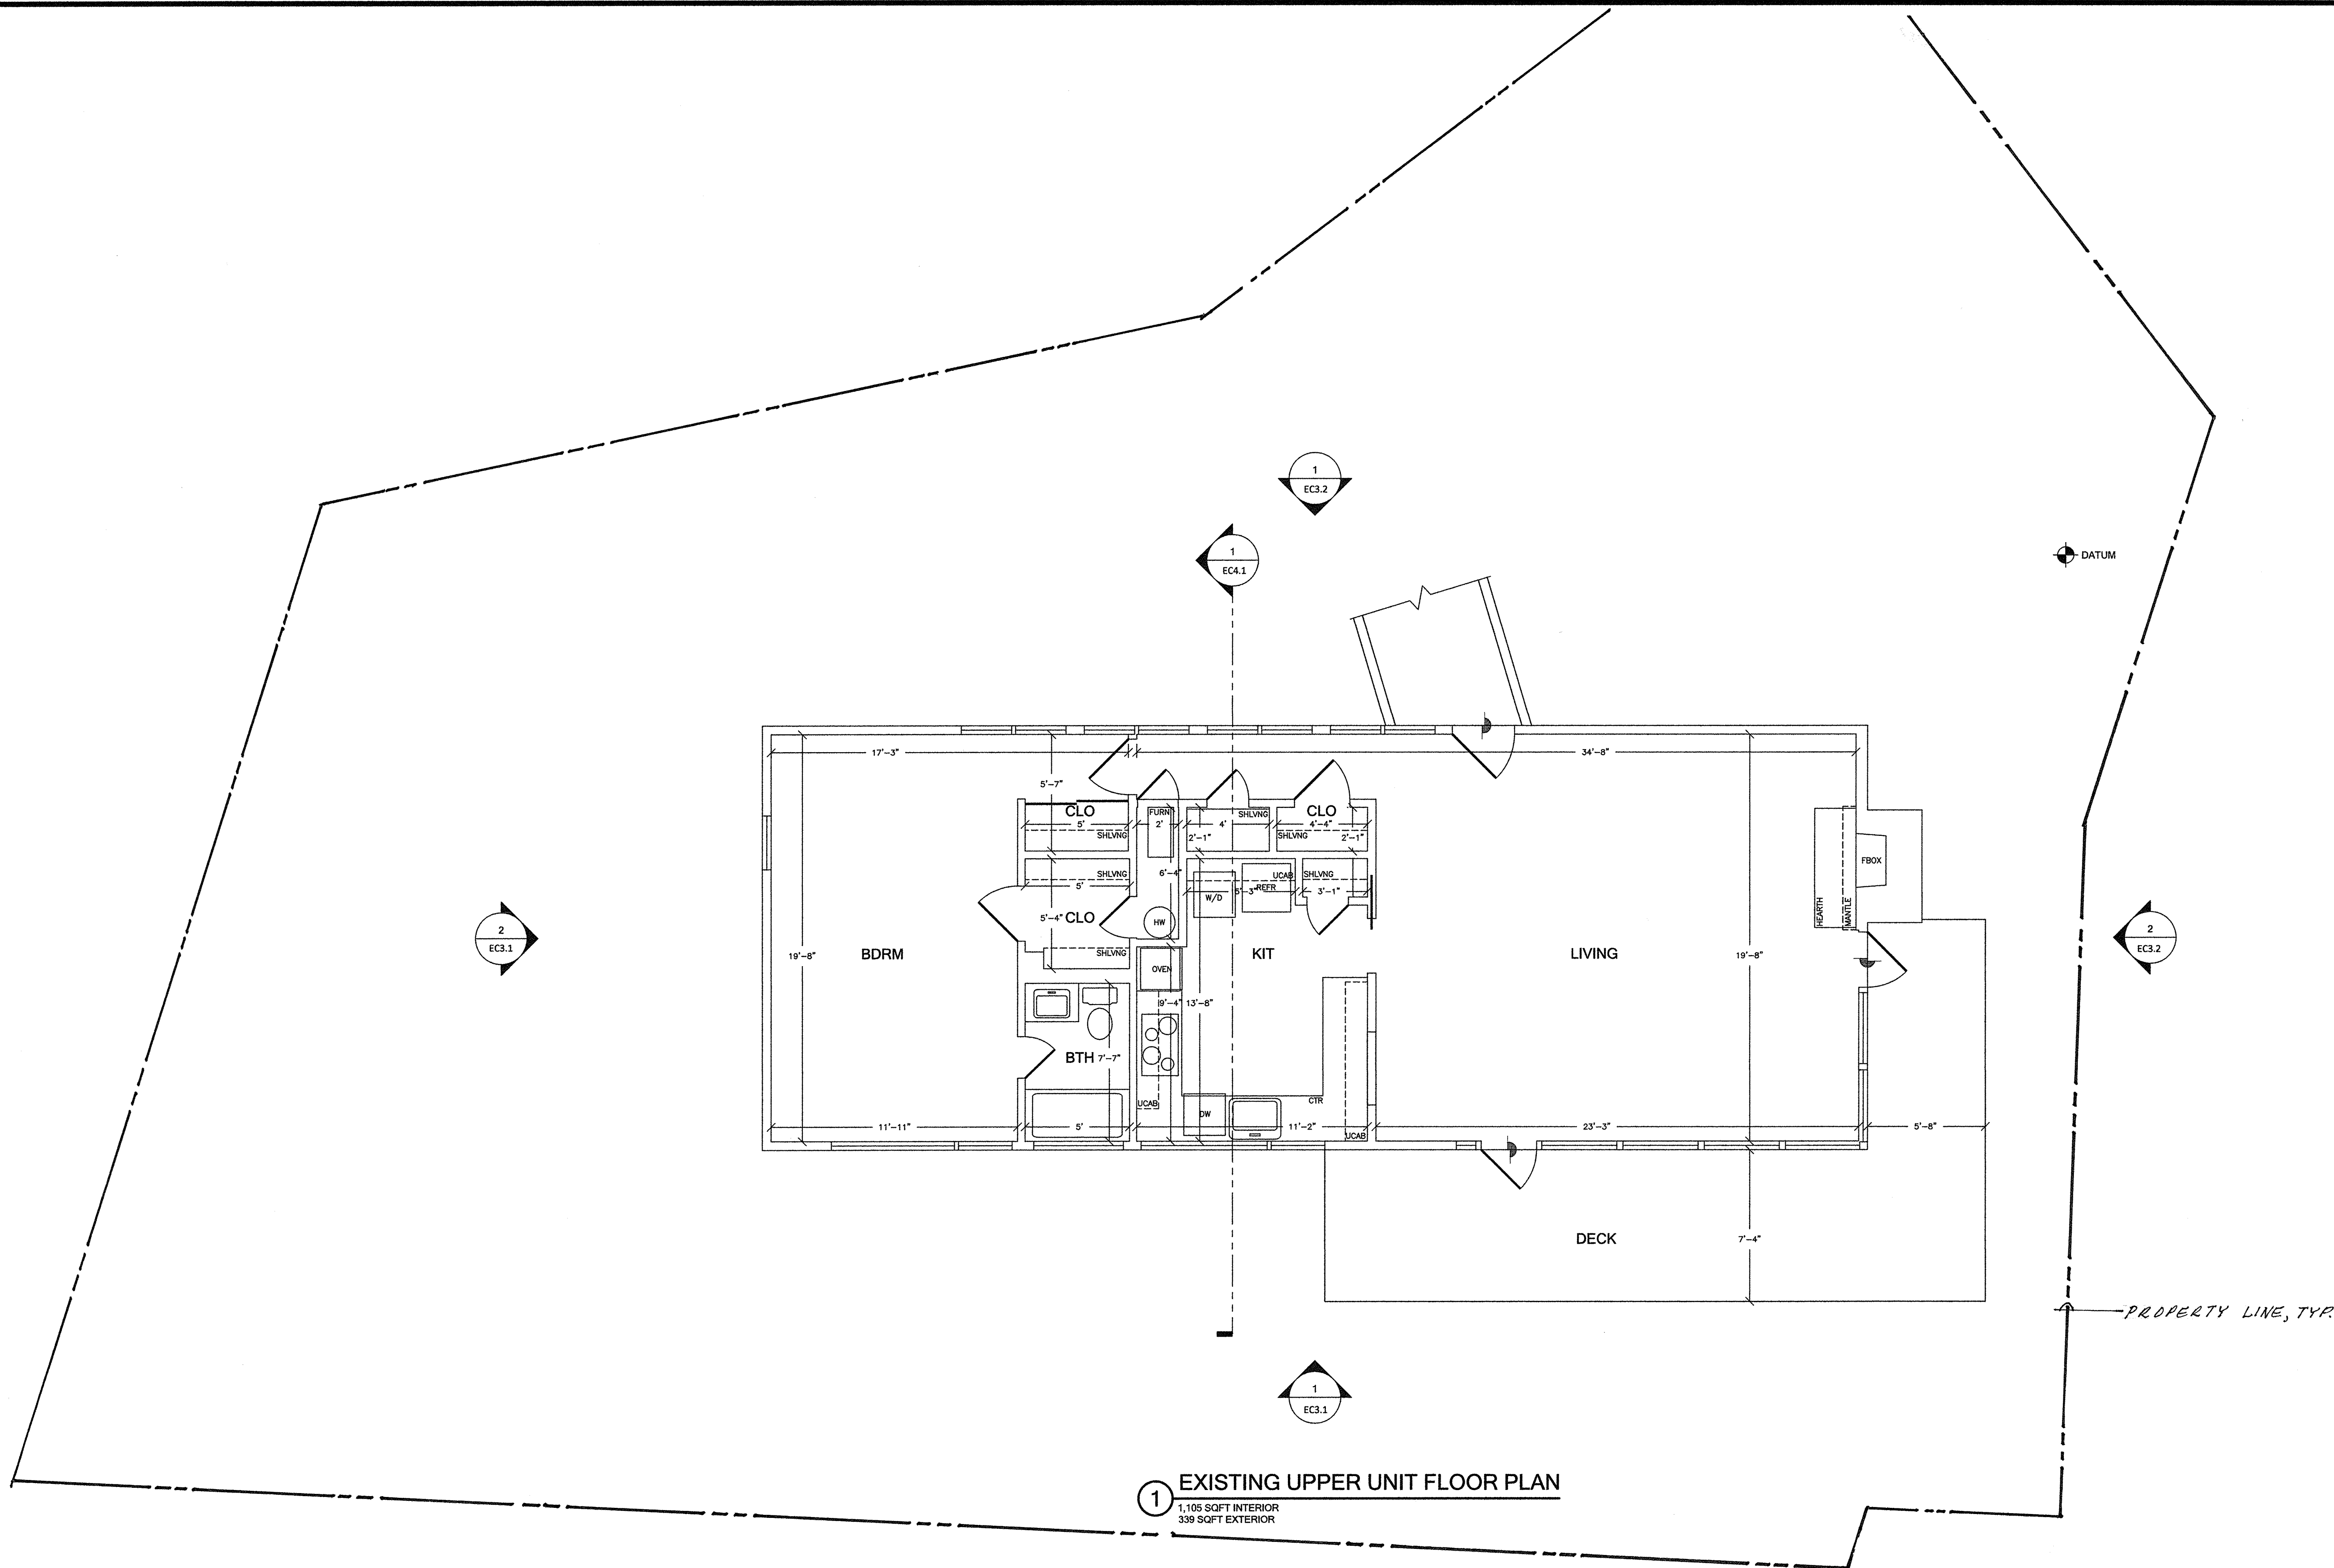 1
EC3.2
1
EC4.1
DATUM
17'-3"
34'-8"
5'-7"
CLO
5'
SHLVNG
FURN
2'
4'
SHLVNG
2'-1"
CLO
4'-4"
SHLVNG
2'-1"
FBOX
SHLVNG
5'
6'-4"
UCAB
SHLVNG
5'-3"
REFR
3'-1"
W/D
HEARTH
MANTLE
5'-4"
CLO
HW
2
EC3.1
2
EC3.2
19'-8"
BDRM
SHLVNG
KIT
LIVING
19'-8"
OVEN
9'-4"
13'-8"
BTH
7'-7"
UCAB
DW
CTR
UCAB
11'-11"
5'
11'-2"
23'-3"
5'-8"
DECK
7'-4"
PROPERTY LINE, TYP.
1
EC3.1
1
EXISTING UPPER UNIT FLOOR PLAN
1,105 SQFT INTERIOR
339 SQFT EXTERIOR